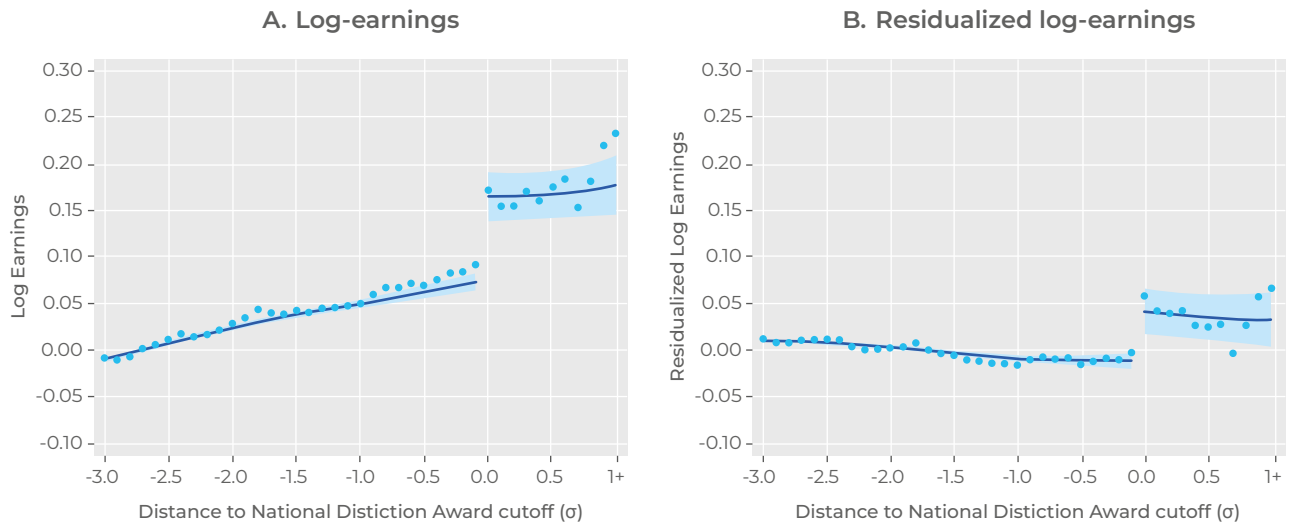 A. Log-earnings
Log Earnings
0.30
0.25
0.20
0.15
0.10
0.05
0.00
-0.05
-0.10
-3.0 -2.5 -2.0 -1.5 -1.0 -0.5 0.0 0.5 1+
Distance to National Distiction Award cutoff (σ)
B. Residualized log-earnings
Residualized Log Earnings
0.30
0.25
0.20
0.15
0.10
0.05
0.00
-0.05
-0.10
-3.0 -2.5 -2.0 -1.5 -1.0 -0.5 0.0 0.5 1+
Distance to National Distiction Award cutoff (σ)